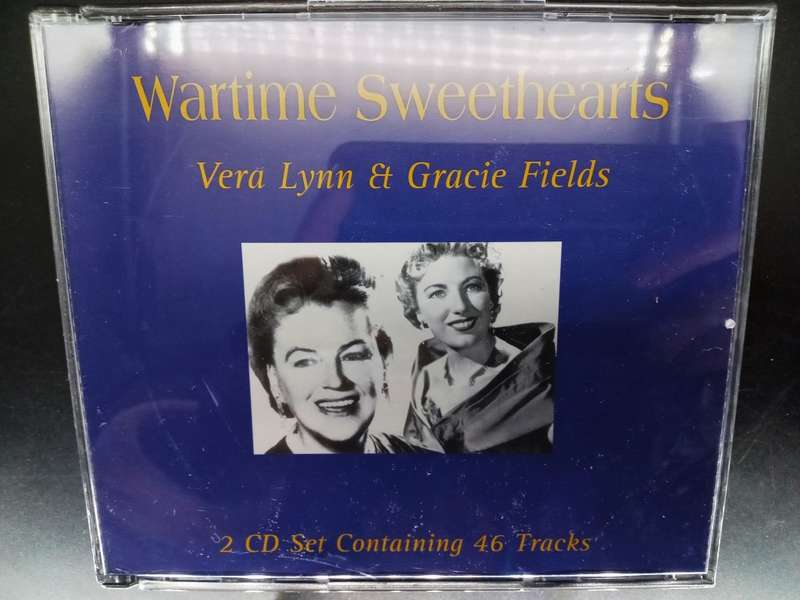 Wartime Sweethearts
Vera Lynn & Gracie Fields
2 CD Set Containing 46 Tracks